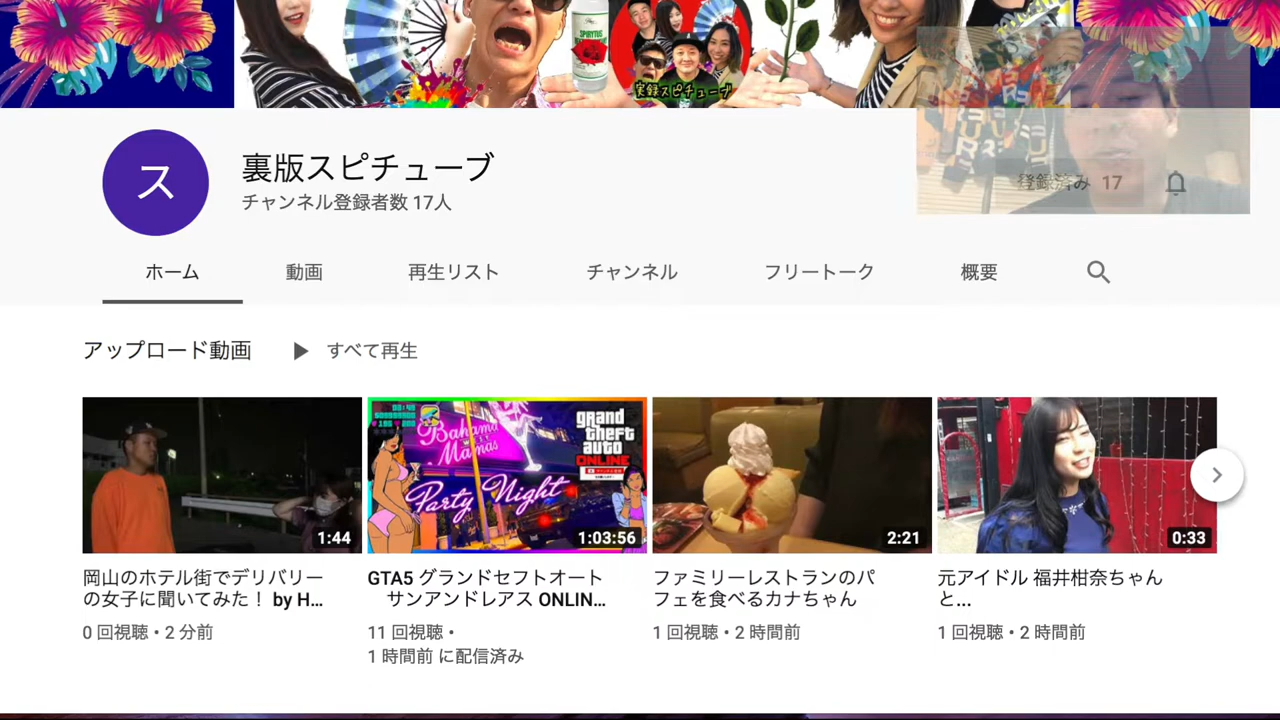 SPIRYTUS
実録スピチューブ
ス
裏版スピチューブ
チャンネル登録者数 17人
登録済み 17
ホーム
動画
再生リスト
チャンネル
フリートーク
概要
アップロード動画
すべて再生
1:44
Bahama
Mamas
Party Night
grand
theft
auto
ONLINE
1:03:56
2:21
0:33
岡山のホテル街でデリバリー
の女子に聞いてみた! by H...
0 回視聴・2 分前
GTA5 グランドセフトオート
サンアンドレアス ONLIN...
11 回視聴・
1 時間前 に配信済み
ファミリーレストランのパ
フェを食べるカナちゃん
1 回視聴・2 時間前
元アイドル 福井柑奈ちゃん
と...
1 回視聴・2 時間前